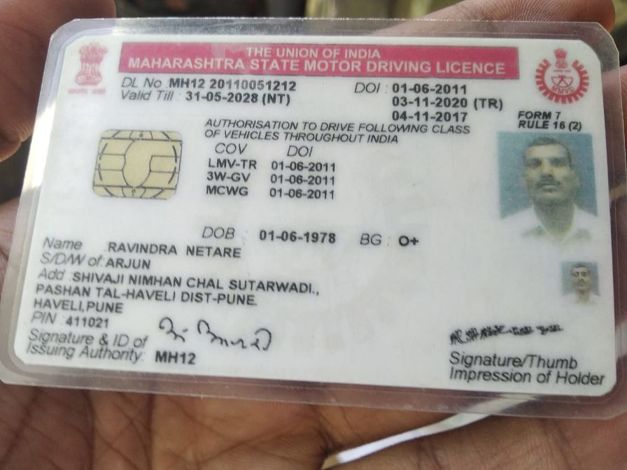 THE UNION OF INDIA
MAHARASHTRA STATE MOTOR DRIVING LICENCE
DL No MH12 20110051212 DOI : 01-06-2011
Valid Till : 31-05-2028 (NT) 03-11-2020 (TR)
04-11-2017
FORM 7
RULE 16 (2)
AUTHORISATION TO DRIVE FOLLOWING CLASS
OF VEHICLES THROUGHOUT INDIA
COV DOI
LMV-TR 01-06-2011
3W-GV 01-06-2011
MCWG 01-06-2011
DOB : 01-06-1978 BG : O+
Name RAVINDRA NETARE
S/D/W of ARJUN
Add SHIVAJI NIMHAN CHAL SUTARWADI.,
PASHAN TAL-HAVELI DIST-PUNE.
HAVELI,PUNE
PIN : 411021
Signature & ID of
Issuing Authority: MH12
Signature/Thumb
Impression of Holder